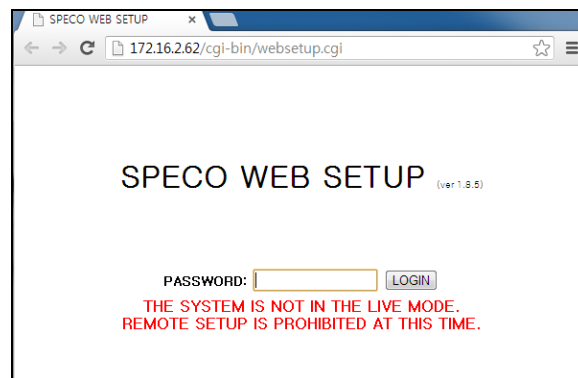 SPECO WEB SETUP
172.16.2.62/cgi-bin/websetup.cgi
SPECO WEB SETUP (ver 1.8.5)
PASSWORD: LOGIN
THE SYSTEM IS NOT IN THE LIVE MODE.
REMOTE SETUP IS PROHIBITED AT THIS TIME.